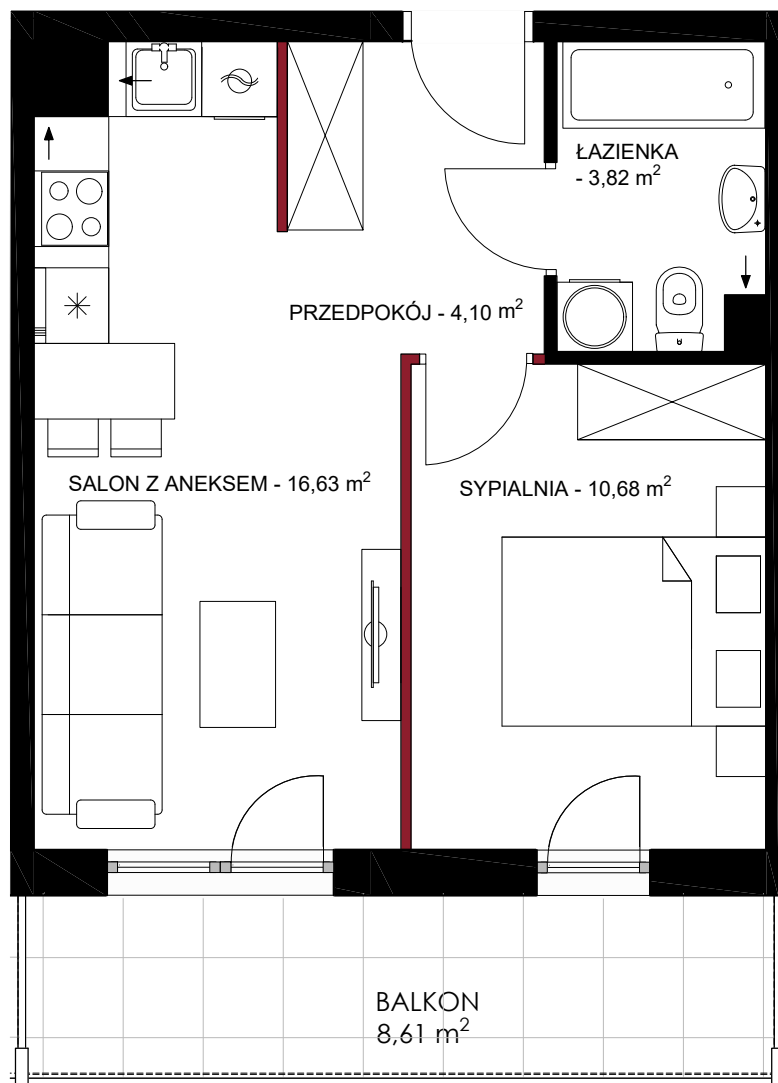 ŁAZIENKA
- 3,82 m²
PRZEDPOKÓJ - 4,10 m²
SALON Z ANEKSEM - 16,63 m²
SYPIALNIA - 10,68 m²
BALKON
8,61 m²